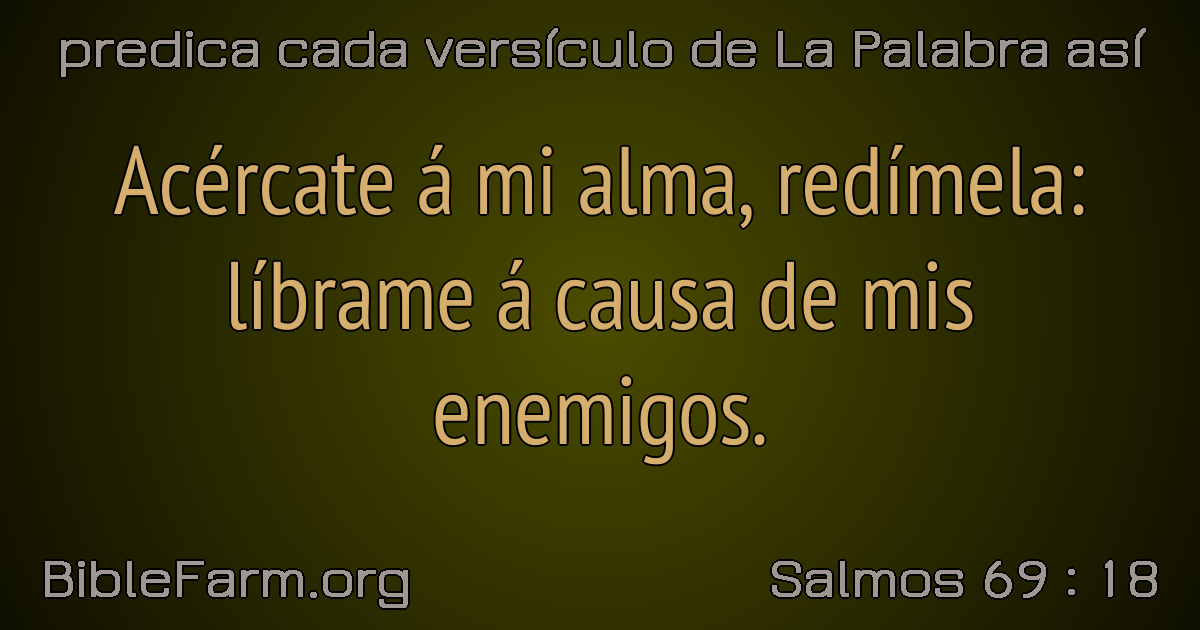 predica cada versículo de La Palabra así
Acércate á mi alma, redímela:
líbrame á causa de mis
enemigos.
BibleFarm.org
Salmos 69 : 18